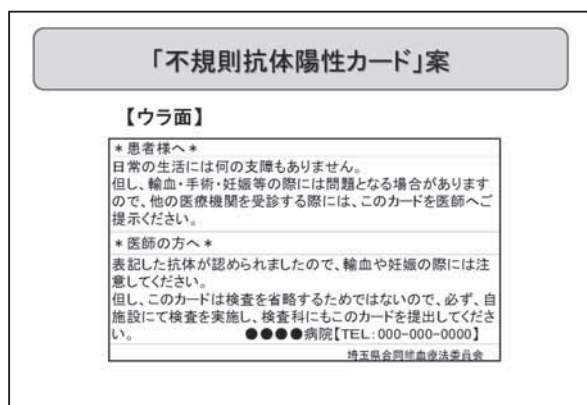 「不規則抗体陽性カード」案
【ウラ面】
*患者様へ*
日常の生活には何の支障もありません。
但し、輸血・手術・妊娠等の際には問題となる場合があります
ので、他の医療機関を受診する際には、このカードを医師へご
提示ください。
*医師の方へ*
表記した抗体が認められましたので、輸血や妊娠の際には注
意してください。
但し、このカードは検査を省略するためではないので、必ず、自
施設にて検査を実施し、検査科にもこのカードを提出してくださ
い。 ●●●●病院【TEL:000-000-0000】
埼玉県合同輸血療法委員会